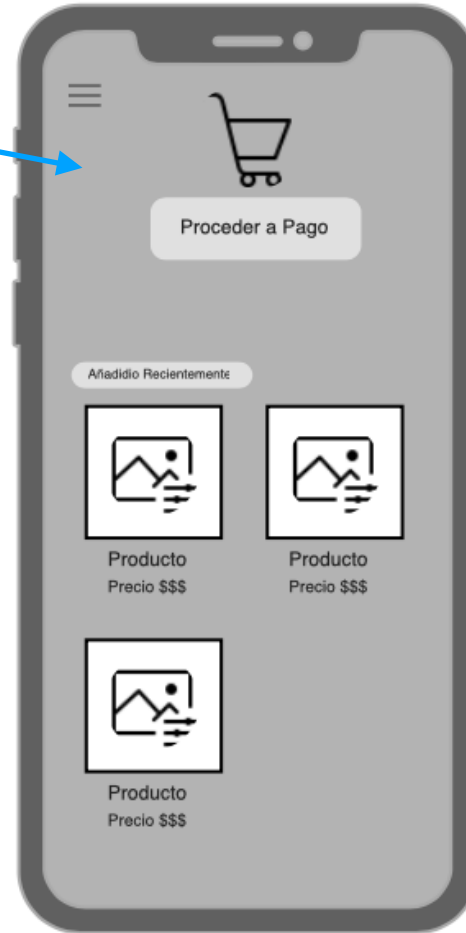 Proceder a Pago
Añadidio Recientemente
Producto
Precio $$$
Producto
Precio $$$
Producto
Precio $$$